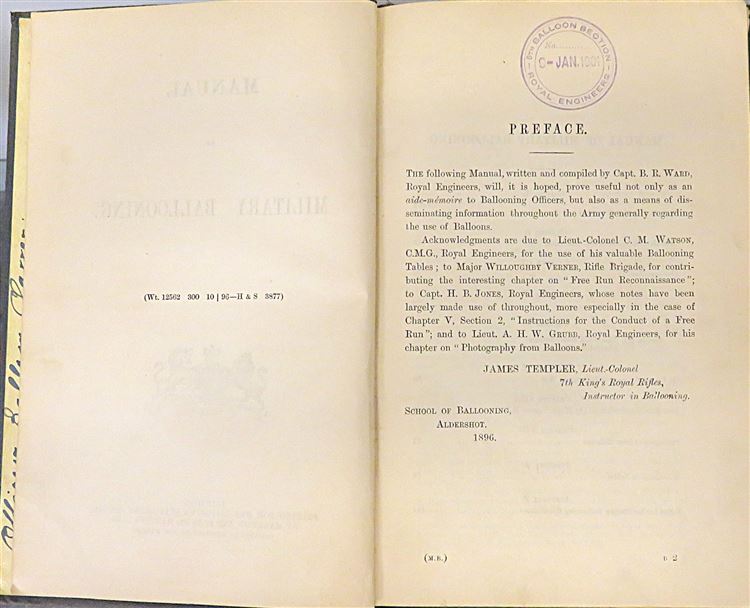 (Wt. 12562 300 10 | 96—H & S 3877)
5TH BALLOON SECTION
No.
6-JAN.1901
ROYAL ENGINEERS
PREFACE.
THE following Manual, written and compiled by Capt. B. R. WARD,
Royal Engineers, will, it is hoped, prove useful not only as an
aide-mémoire to Ballooning Officers, but also as a means of dis-
seminating information throughout the Army generally regarding
the use of Balloons.
Acknowledgments are due to Lieut.-Colonel C. M. WATSON,
C.M.G., Royal Engineers, for the use of his valuable Ballooning
Tables; to Major WILLOUGHBY VERNER, Rifle Brigade, for contri-
buting the interesting chapter on "Free Run Reconnaissance";
to Capt. H. B. JONES, Royal Engineers, whose notes have been
largely made use of throughout, more especially in the case of
Chapter V, Section 2, "Instructions for the Conduct of a Free
Run"; and to Lieut. A. H. W. GRUBB, Royal Engineers, for his
chapter on "Photography from Balloons."
JAMES TEMPLER, Lieut.-Colonel
7th King's Royal Rifles,
Instructor in Ballooning.
SCHOOL OF BALLOONING,
ALDERSHOT.
1896.
(M.B.) B 2
MANUAL
MILITARY BALLOONING.